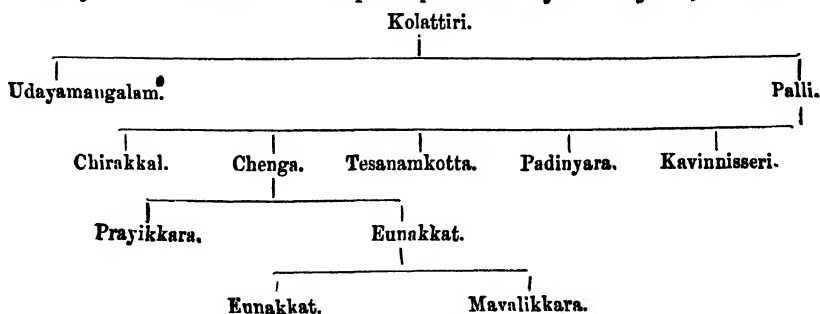 Kolattiri.
Udayamangalam. Palli.
Chirakkal. Chenga. Tesanamkotta. Padinyara. Kavinnisseri.
Prayikkara. Eunakkat.
Eunakkat. Mavalikkara.